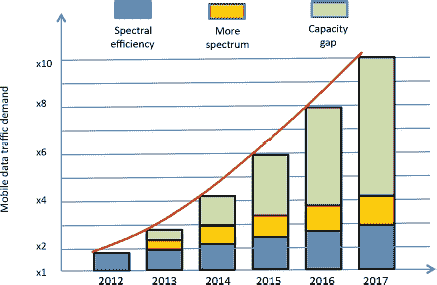 Spectral
efficiency
More
spectrum
Capacity
gap
Mobile data traffic demand
x10
x8
x6
x4
x2
x1
2012 2013 2014 2015 2016 2017